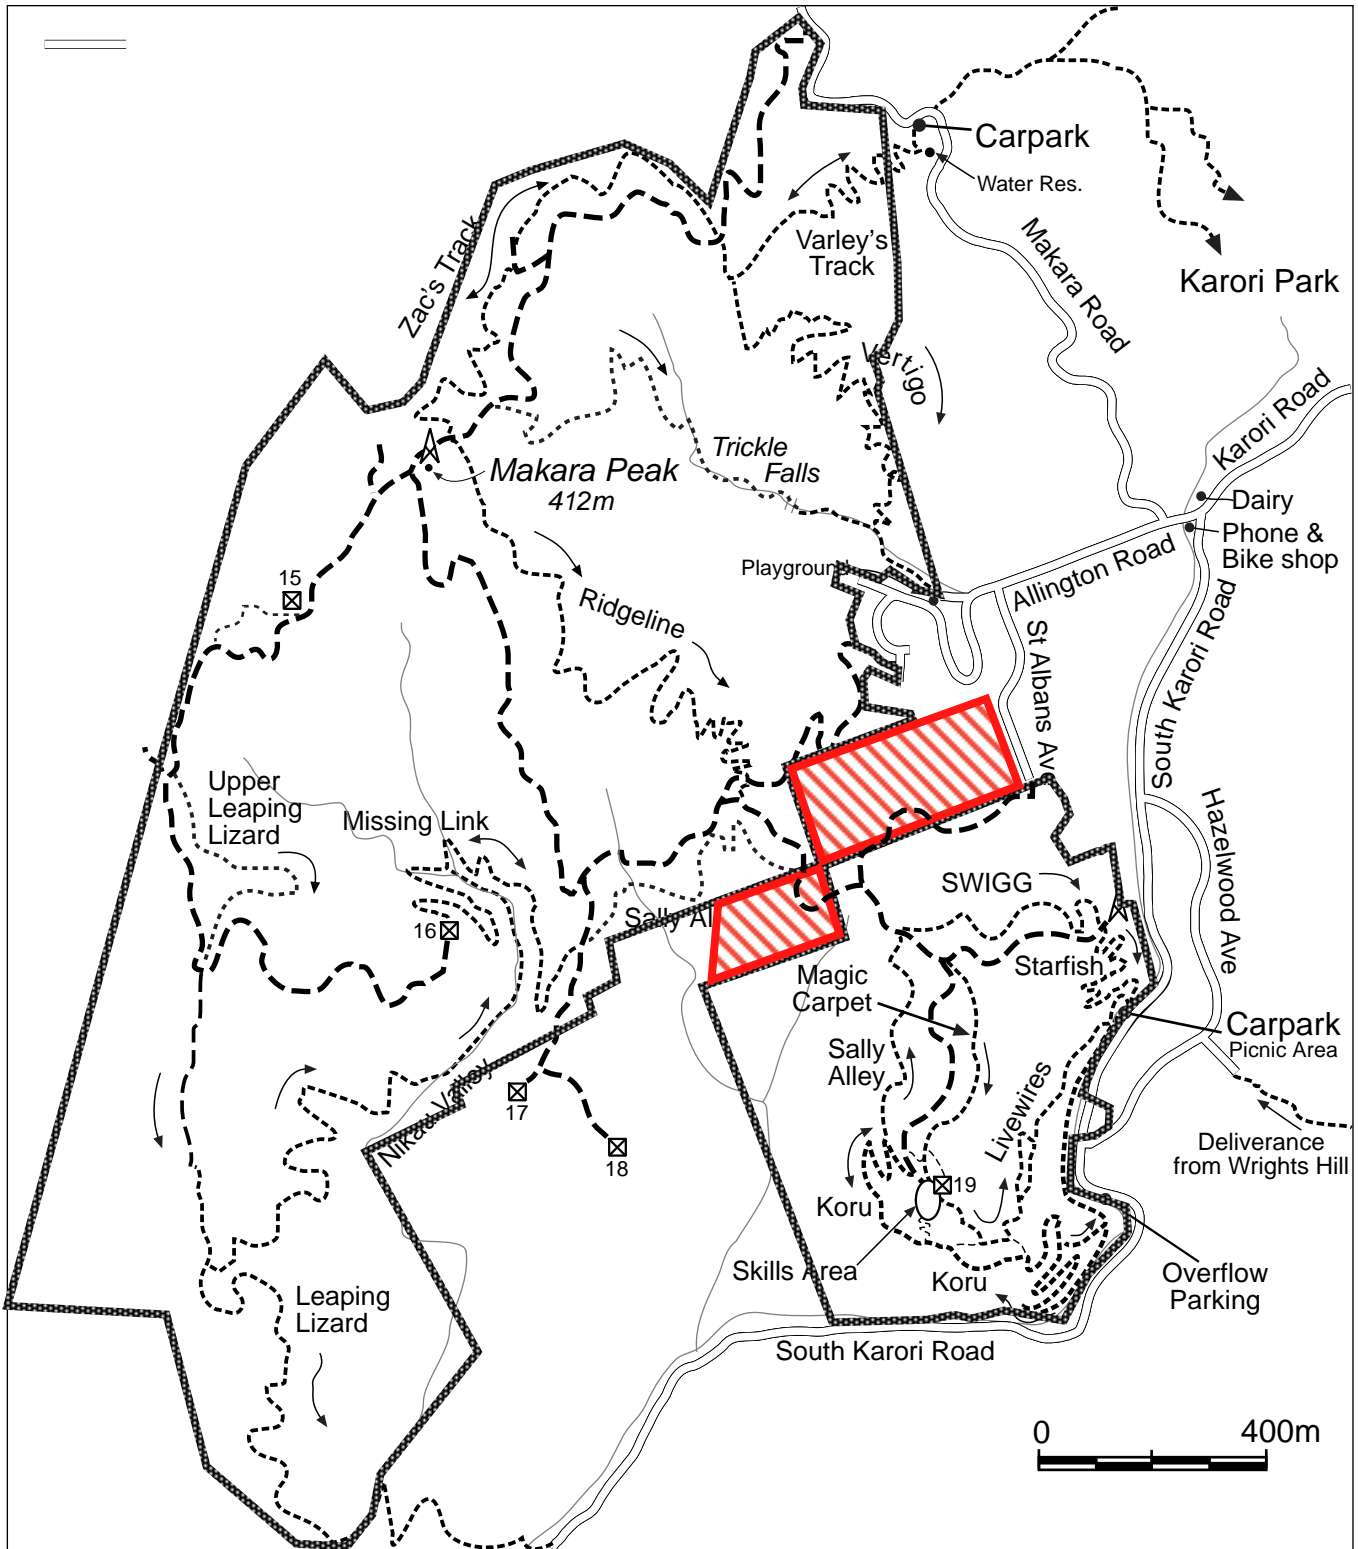 Carpark
Water Res.
Varley's
Track
Zac's Track
Makara Road
Karori Park
Vertigo
Karori Road
Trickle
Falls
Makara Peak
412m
Dairy
Phone &
Bike shop
Playground
Allington Road
15
Ridgeline
St Albans Av
South Karori Road
Upper
Leaping
Lizard
Missing Link
Hazelwood Ave
SWIGG
16
Sally Al
Starfish
Magic
Carpet
Carpark
Picnic Area
Sally
Alley
Livewires
Nikau Valley
17
18
Deliverance
from Wrights Hill
19
Koru
Skills Area
Koru
Overflow
Parking
Leaping
Lizard
South Karori Road
0 400m